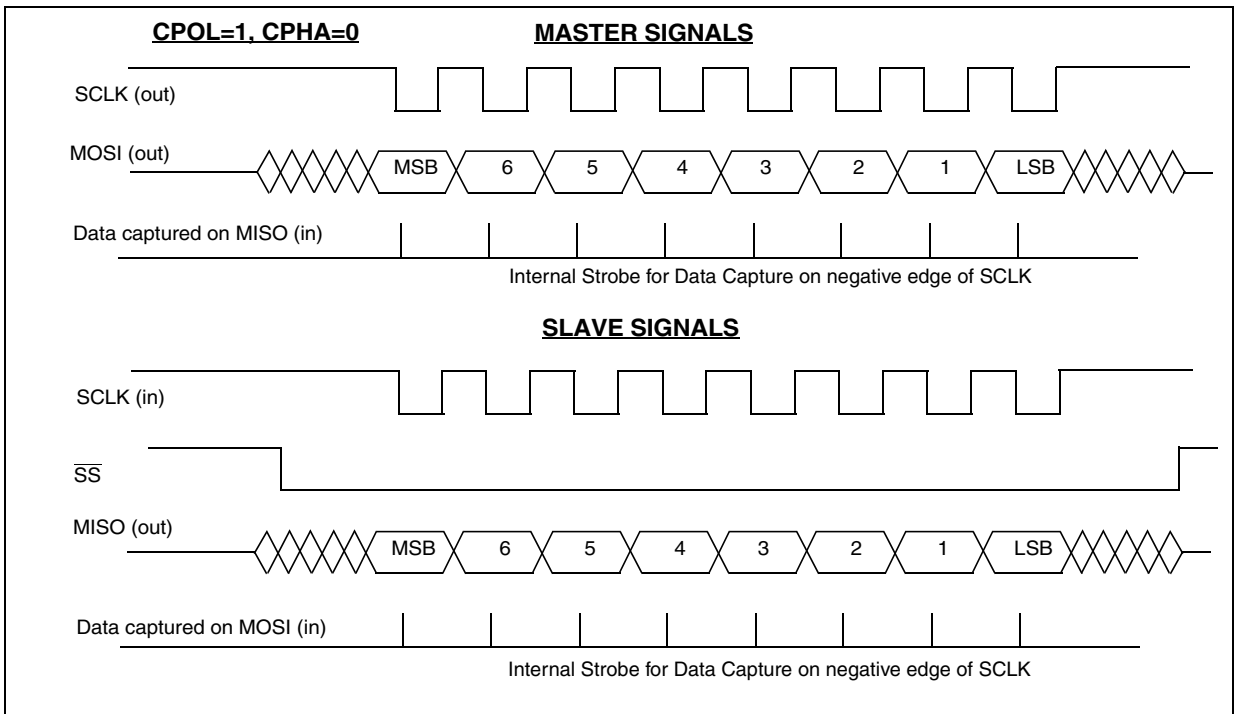 CPOL=1, CPHA=0 MASTER SIGNALS
SCLK (out)
MOSI (out) MSB 6 5 4 3 2 1 LSB
Data captured on MISO (in)
Internal Strobe for Data Capture on negative edge of SCLK
SLAVE SIGNALS
SCLK (in)
SS
MISO (out) MSB 6 5 4 3 2 1 LSB
Data captured on MOSI (in)
Internal Strobe for Data Capture on negative edge of SCLK